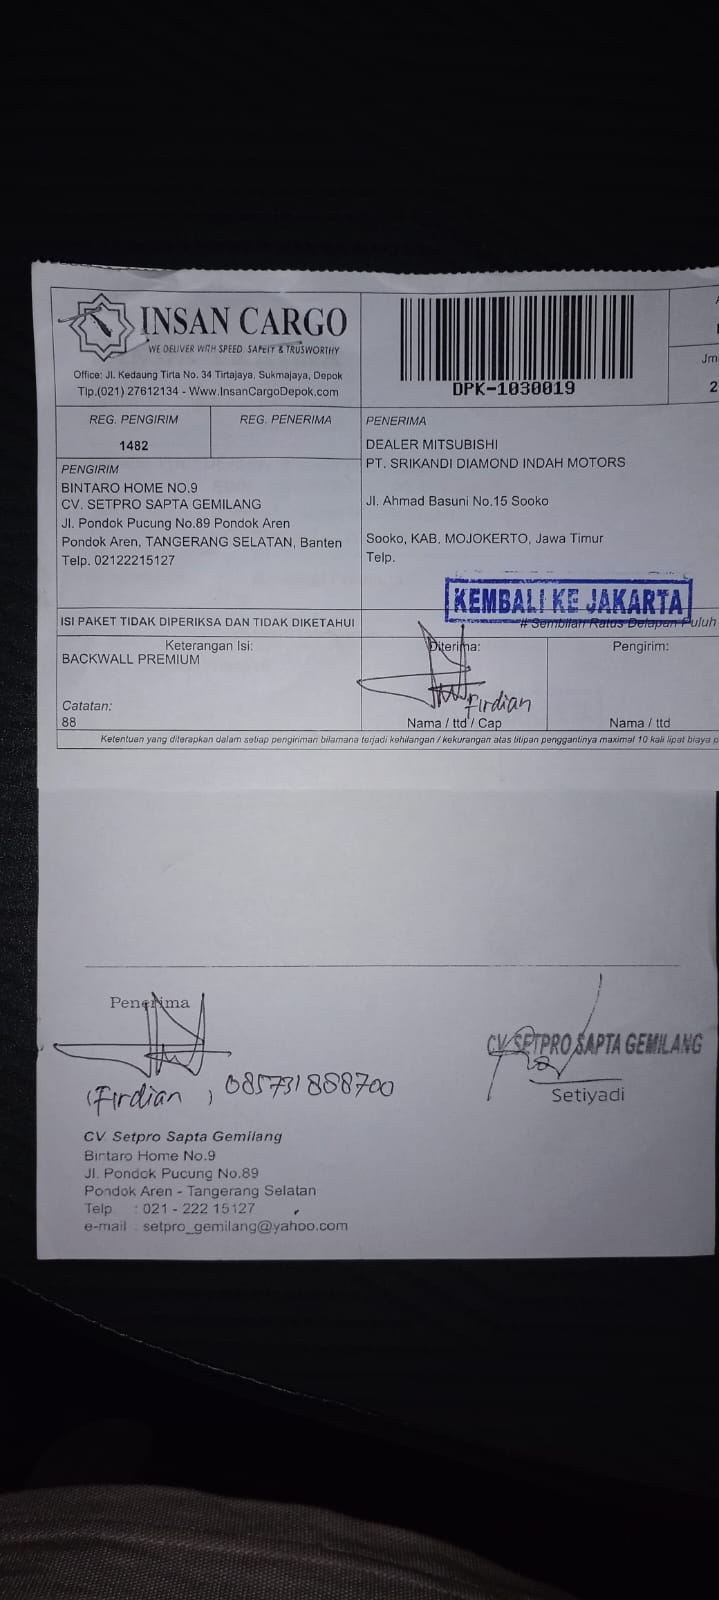 INSAN CARGO
WE DELIVER WITH SPEED, SAFETY & TRUSWORTHY
Office: Jl. Kedaung Tirta No. 34 Tirtajaya, Sukmajaya, Depok
Tlp.(021) 27612134 - Www.InsanCargoDepok.com
DPK-1030019
Jm
2
REG. PENGIRIM
REG. PENERIMA
1482
PENGIRIM
BINTARO HOME NO.9
CV. SETPRO SAPTA GEMILANG
Jl. Pondok Pucung No.89 Pondok Aren
Pondok Aren, TANGERANG SELATAN, Banten
Telp. 02122215127
PENERIMA
DEALER MITSUBISHI
PT. SRIKANDI DIAMOND INDAH MOTORS
Jl. Ahmad Basuni No.15 Sooko
Sooko, KAB. MOJOKERTO, Jawa Timur
Telp.
KEMBALI KE JAKARTA
# Sembilan Ratus Delapan Puluh
ISI PAKET TIDAK DIPERIKSA DAN TIDAK DIKETAHUI
Keterangan Isi:
BACKWALL PREMIUM
Catatan:
88
Diterima:
Firdian
Nama / ttd / Cap
Pengirim:
Nama / ttd
Ketentuan yang diterapkan dalam setiap pengiriman bilamana terjadi kehilangan / kekurangan atas titipan penggantinya maximal 10 kali lipat biaya p
Penerima
(Firdian) 085731888700
CV SETPRO SAPTA GEMILANG
Setiyadi
CV. Setpro Sapta Gemilang
Bintaro Home No.9
Jl. Pondok Pucung No.89
Pondok Aren - Tangerang Selatan
Telp. : 021 - 222 15127
e-mail : setpro_gemilang@yahoo.com